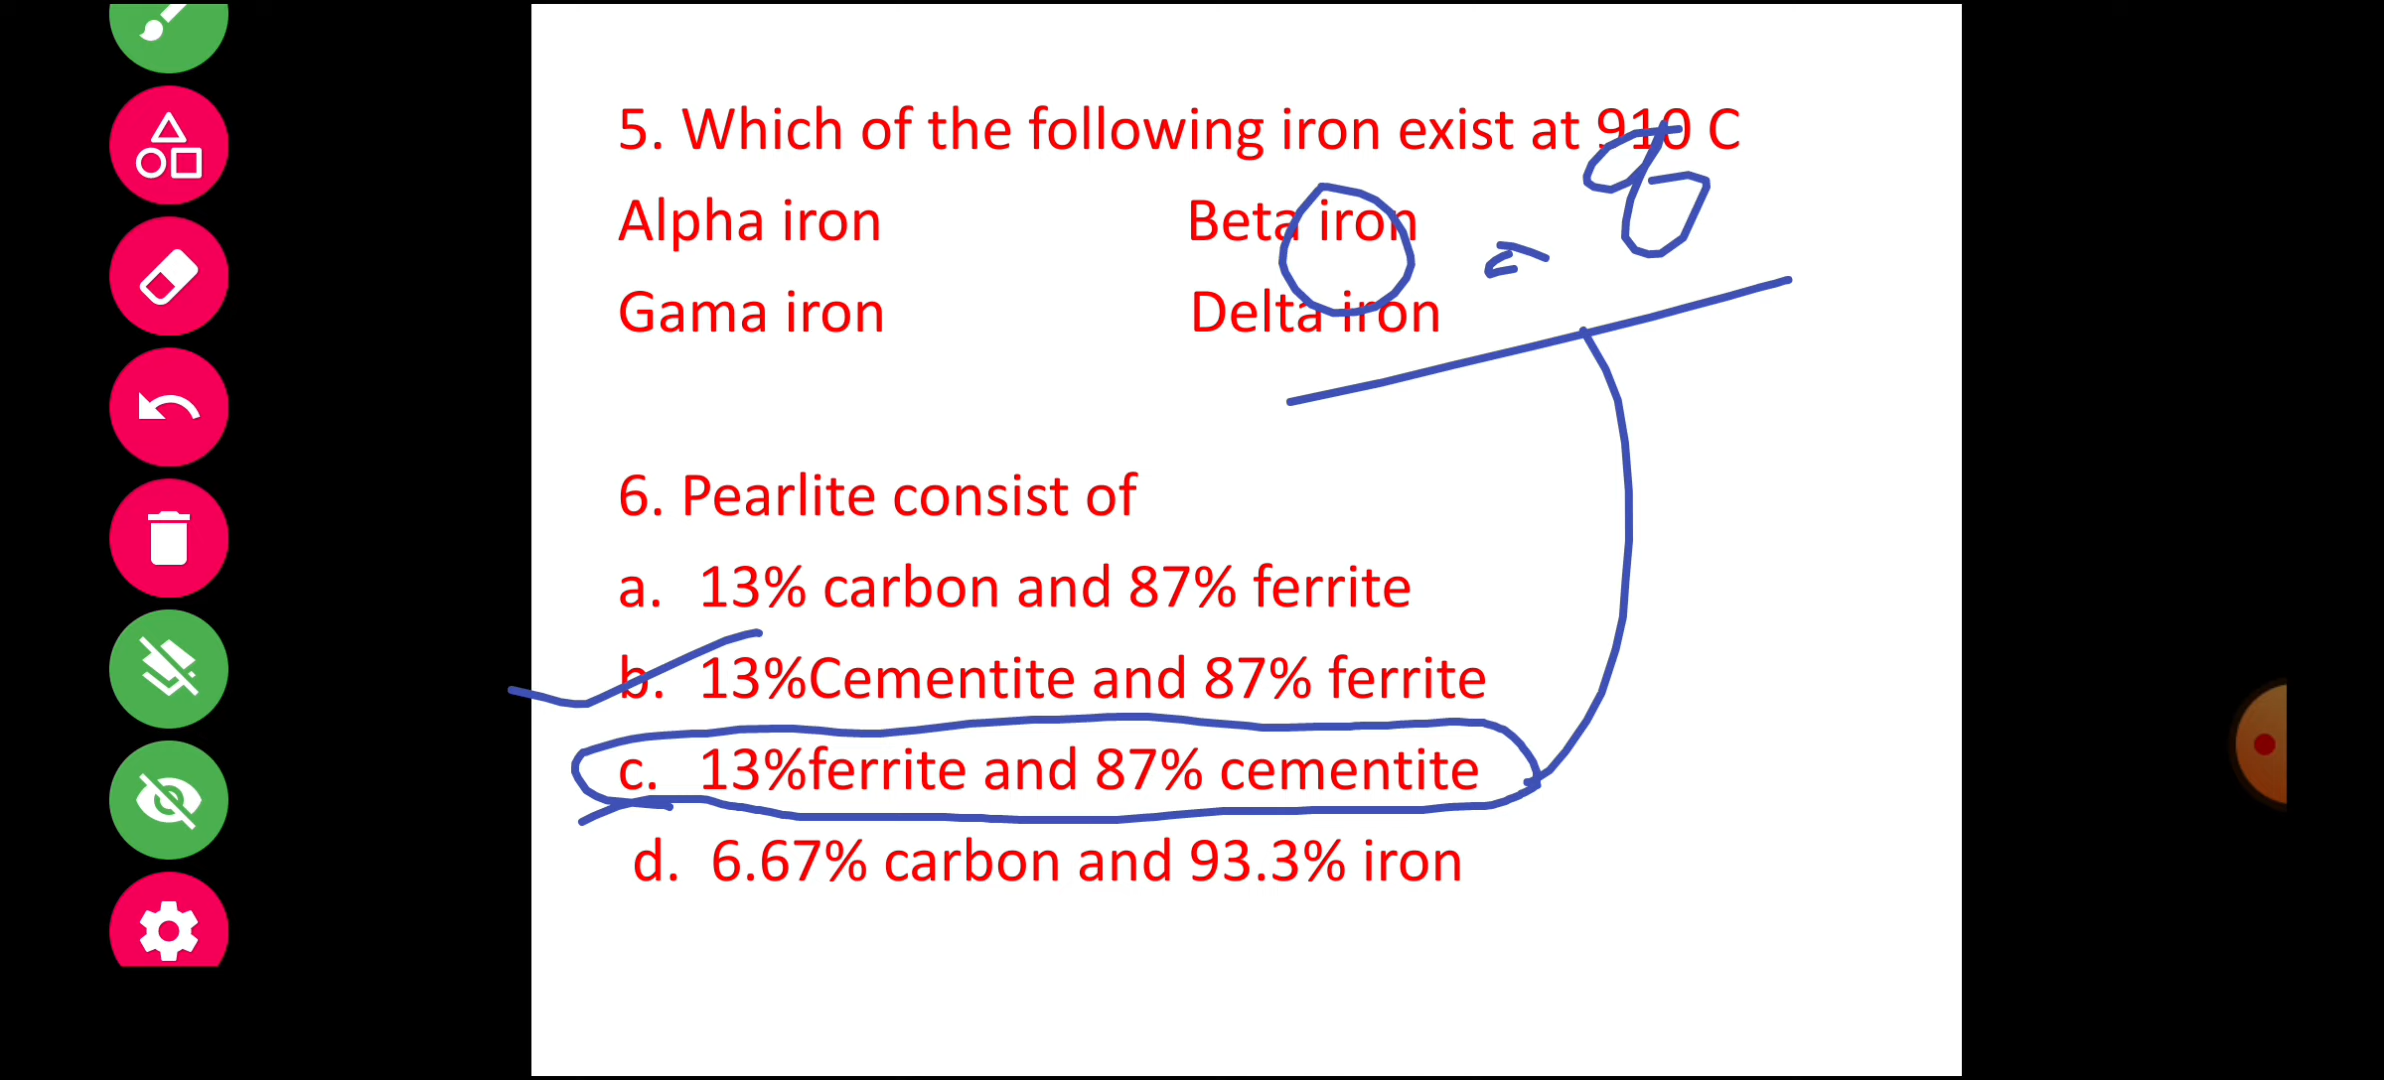 5. Which of the following iron exist at 910 C
Alpha iron Beta iron
Gama iron Delta iron
6. Pearlite consist of
a. 13% carbon and 87% ferrite
b. 13%Cementite and 87% ferrite
c. 13%ferrite and 87% cementite
d. 6.67% carbon and 93.3% iron